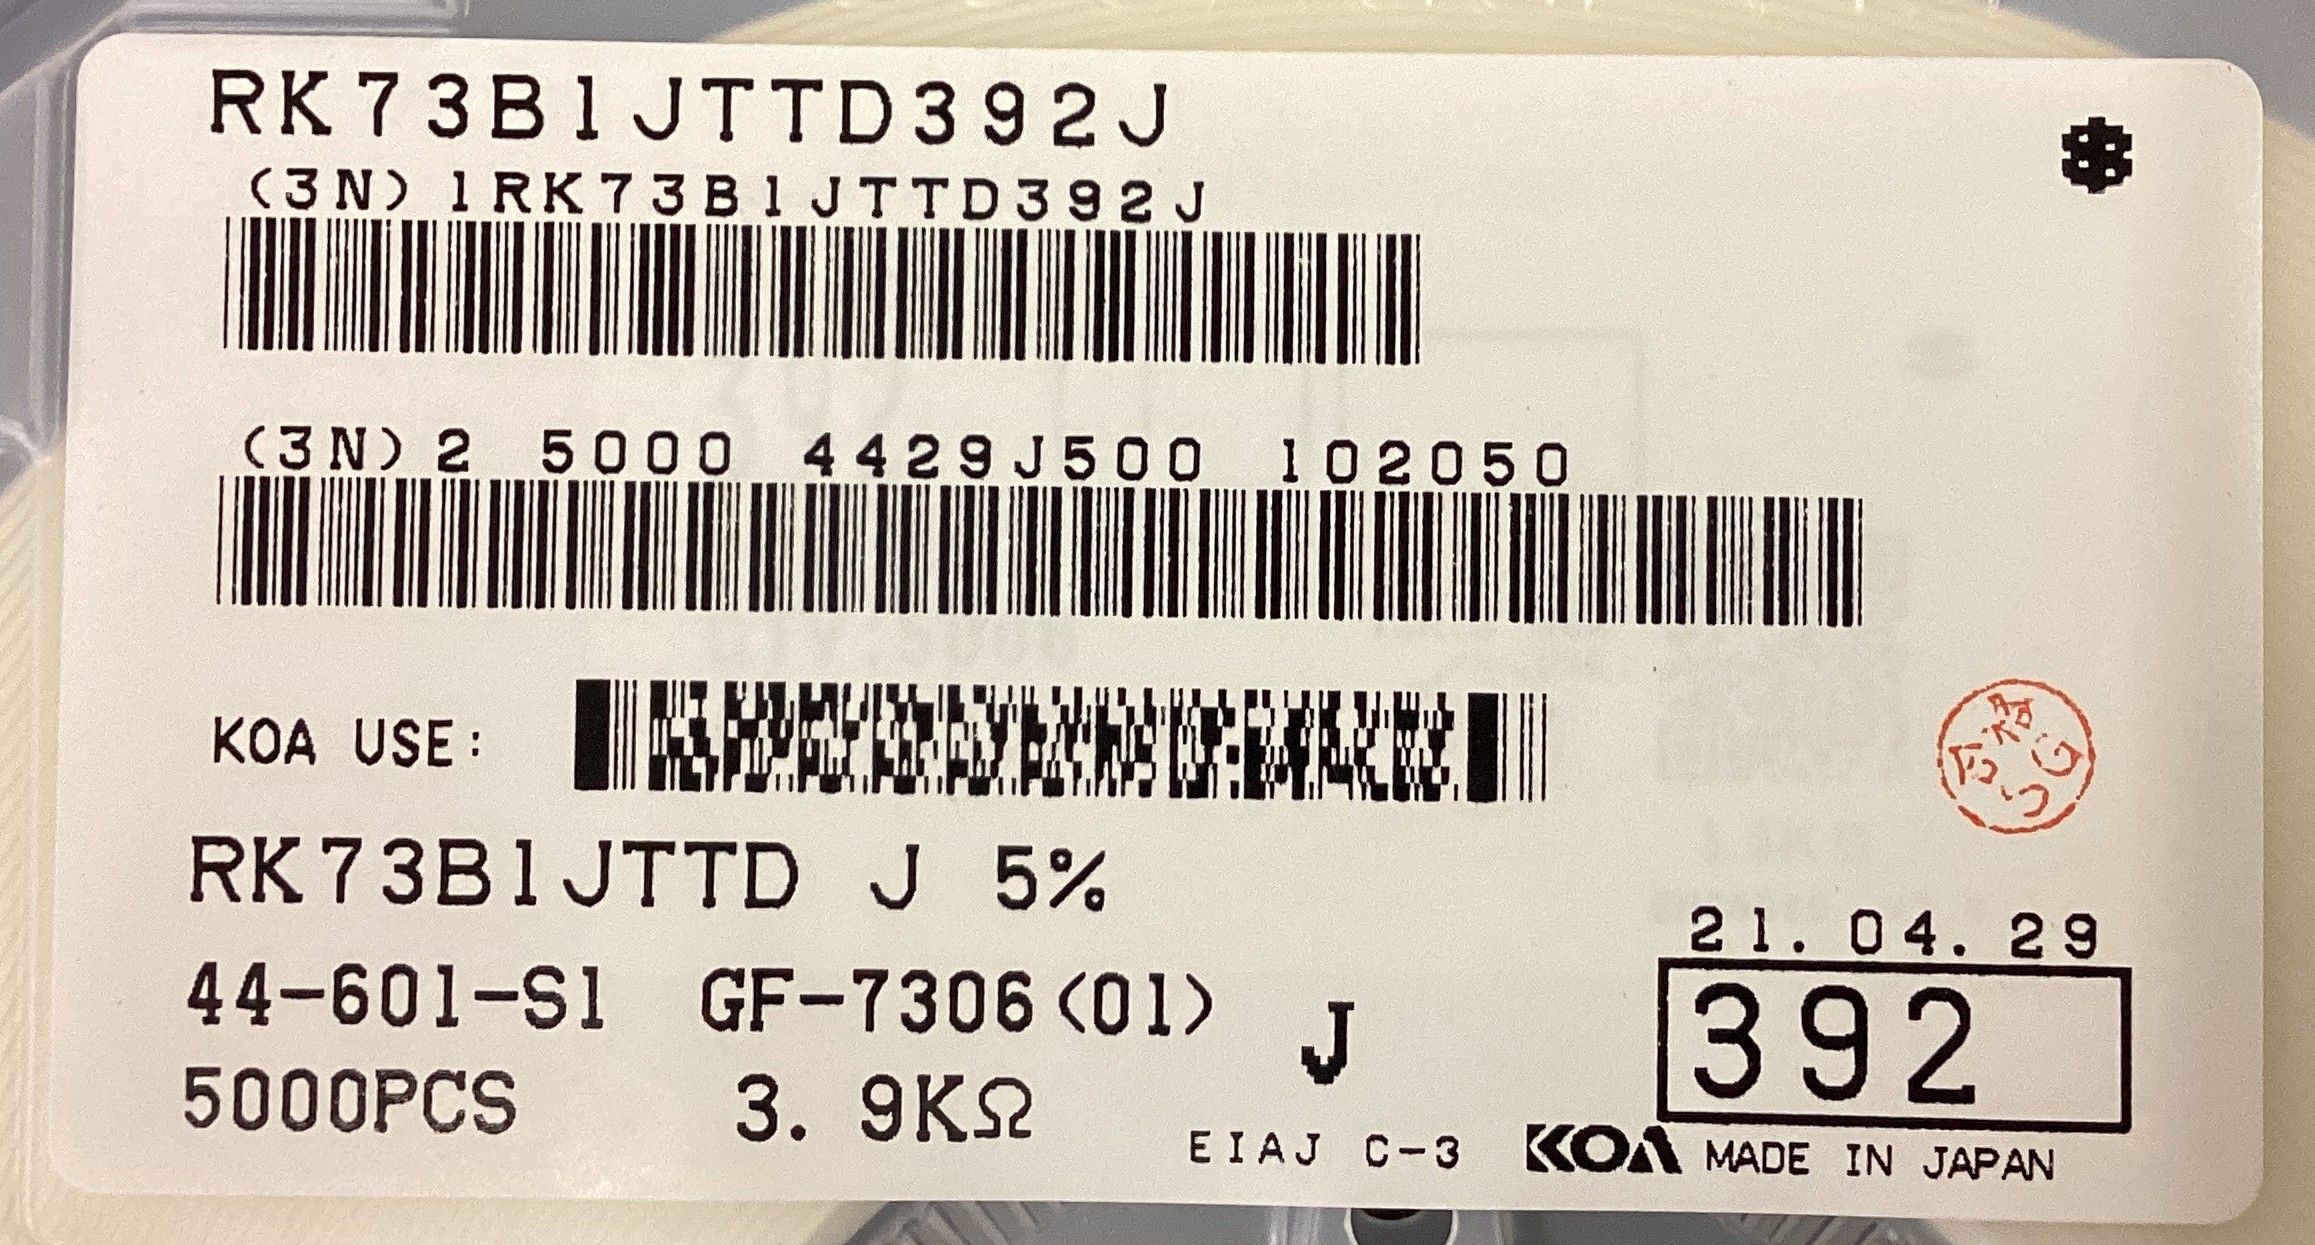 RK73B1JTTD392J
(3N)1RK73B1JTTD392J
(3N)2 5000 4429J500 102050
KOA USE:
RK73B1JTTD J 5%
21.04.29
44-601-S1 GF-7306(01) J
392
5000PCS 3.9KΩ
EIAJ C-3 KOA MADE IN JAPAN